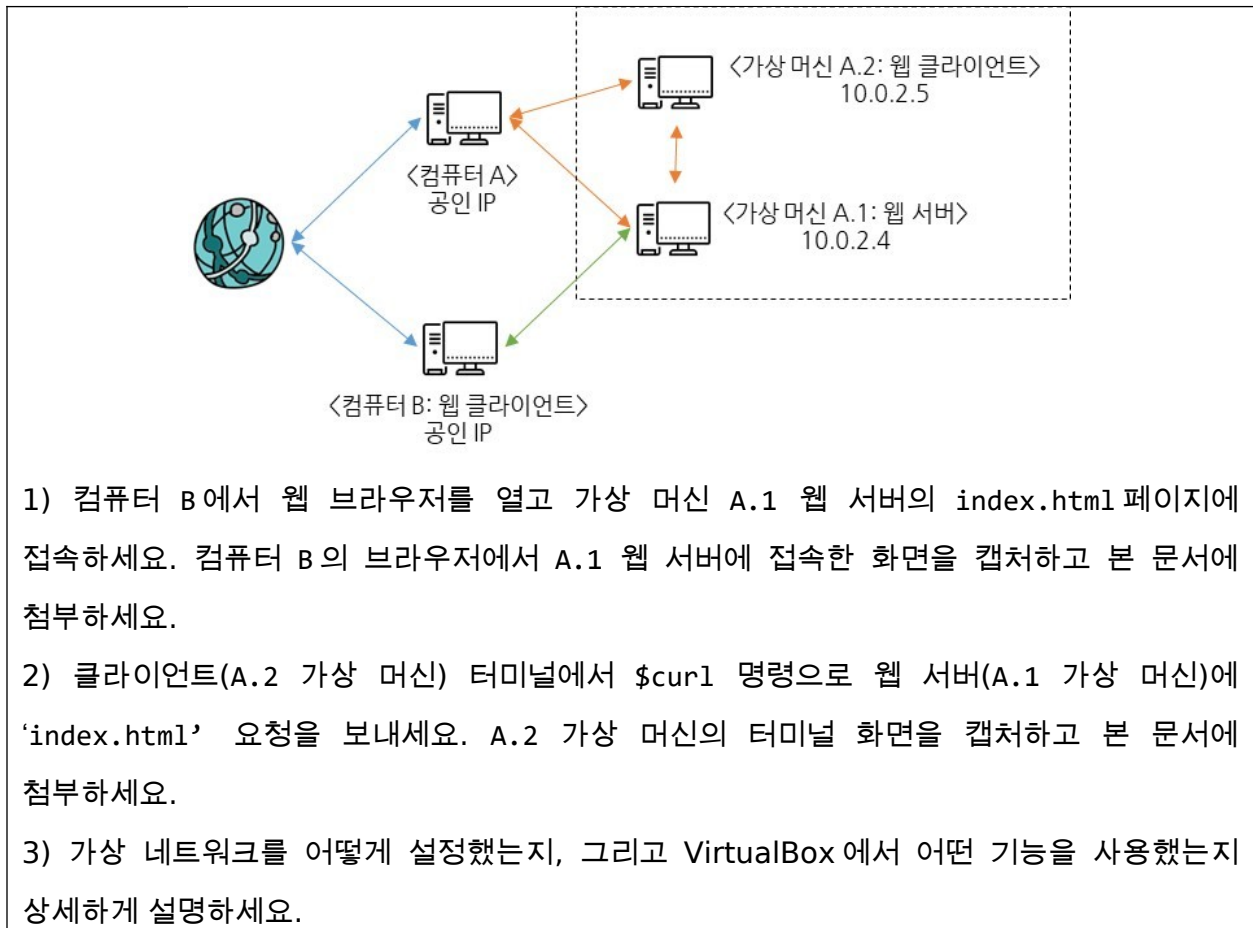 <가상 머신 A.2: 웹 클라이언트>
10.0.2.5
<컴퓨터 A>
공인 IP
<가상 머신 A.1: 웹 서버>
10.0.2.4
<컴퓨터 B: 웹 클라이언트>
공인 IP
1) 컴퓨터 B에서 웹 브라우저를 열고 가상 머신 A.1 웹 서버의 index.html 페이지에
접속하세요. 컴퓨터 B의 브라우저에서 A.1 웹 서버에 접속한 화면을 캡처하고 본 문서에
첨부하세요.
2) 클라이언트(A.2 가상 머신) 터미널에서 $curl 명령으로 웹 서버(A.1 가상 머신)에
‘index.html’ 요청을 보내세요. A.2 가상 머신의 터미널 화면을 캡처하고 본 문서에
첨부하세요.
3) 가상 네트워크를 어떻게 설정했는지, 그리고 VirtualBox에서 어떤 기능을 사용했는지
상세하게 설명하세요.